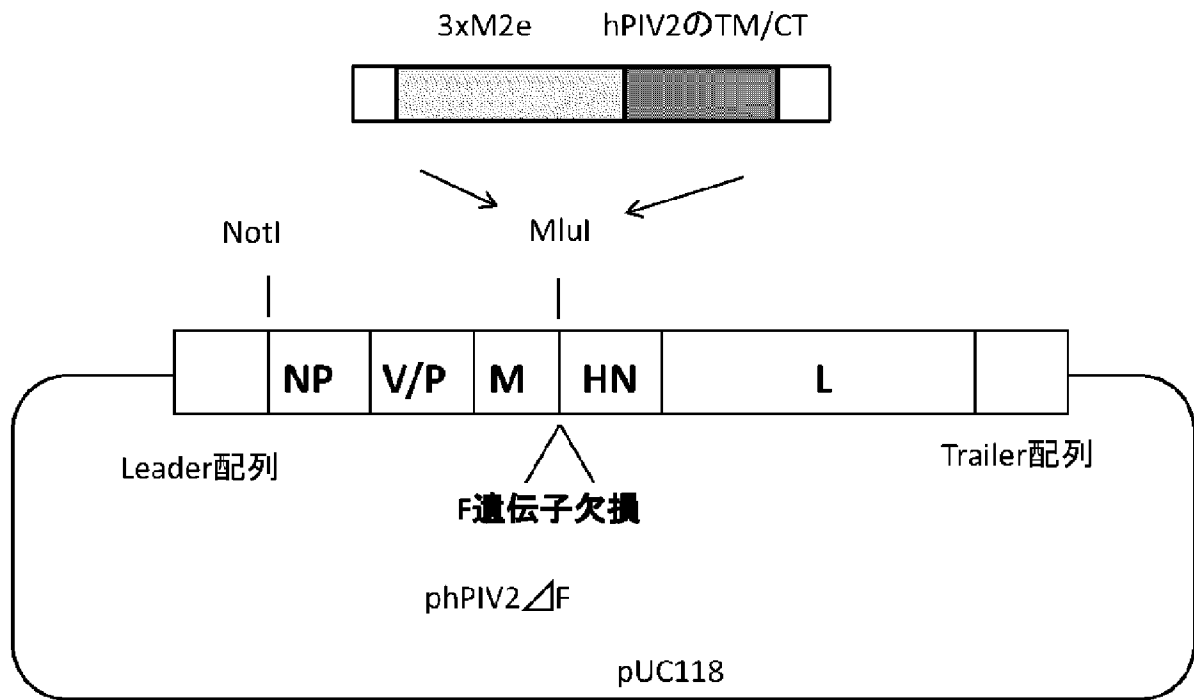 3xM2e hPIV2のTM/CT
NotI MluI
NP V/P M HN L
Leader配列 Trailer配列
F遺伝子欠損
phPIV2⊿F
pUC118